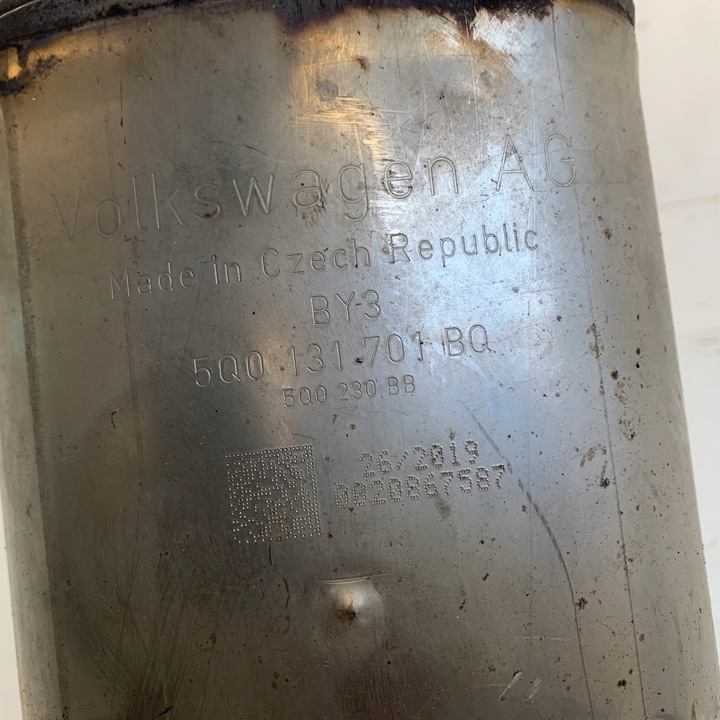 Volkswagen AG
Made in Czech Republic
BY3
5Q0 131 701 BQ
5Q0 230 BB
26/2019
0020867587